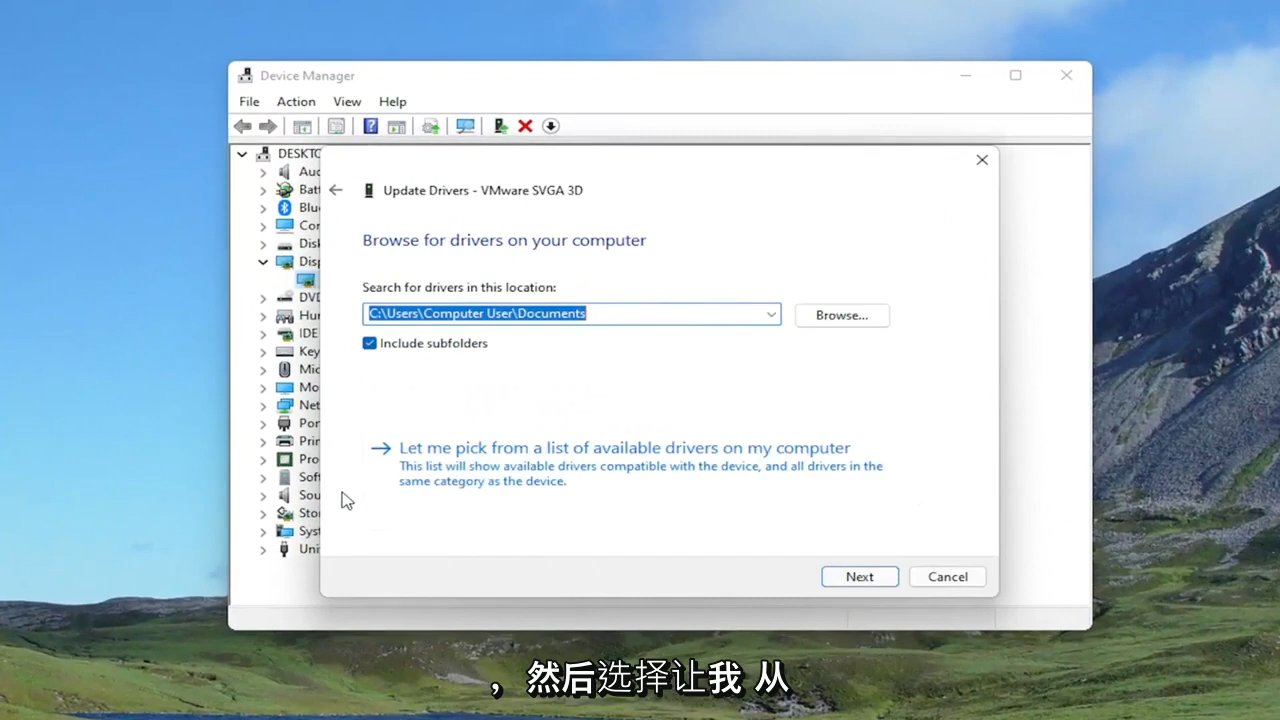 Device Manager
File Action View Help
DESKTO
Aud
Batt
Blu
Con
Disk
Disp
DVD
Hur
IDE
Key
Mic
Mo
Net
Por
Prin
Pro
Soft
Sou
Stor
Syst
Uni
Update Drivers - VMware SVGA 3D
Browse for drivers on your computer
Search for drivers in this location:
C:\Users\Computer User\Documents
Browse...
Include subfolders
Let me pick from a list of available drivers on my computer
This list will show available drivers compatible with the device, and all drivers in the
same category as the device.
Next
Cancel
，然后选择让我 从